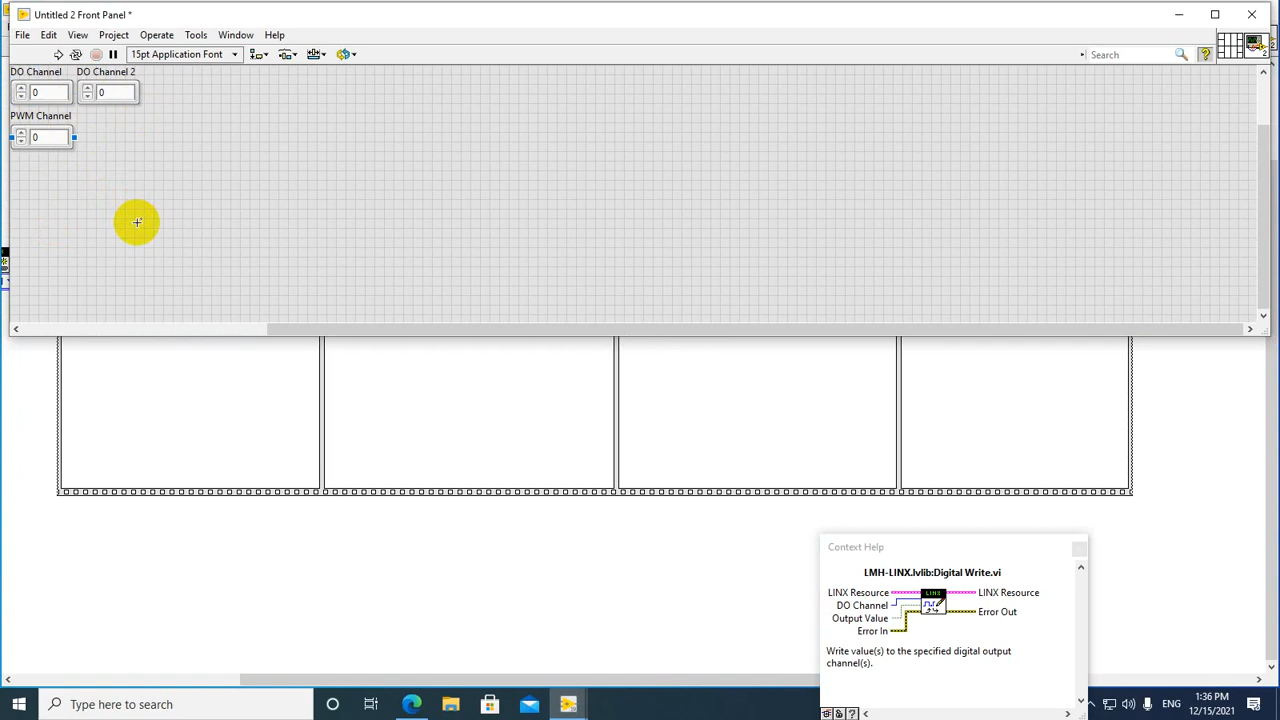 Untitled 2 Front Panel *
File Edit View Project Operate Tools Window Help
15pt Application Font
Search
2
DO Channel DO Channel 2
0 0
PWM Channel
0
Context Help
LMH-LINX.lvlib:Digital Write.vi
LINX Resource LINX LINX Resource
DO Channel
Output Value Error Out
Error In
Write value(s) to the specified digital output
channel(s).
Type here to search
ENG
1:36 PM
12/15/2021